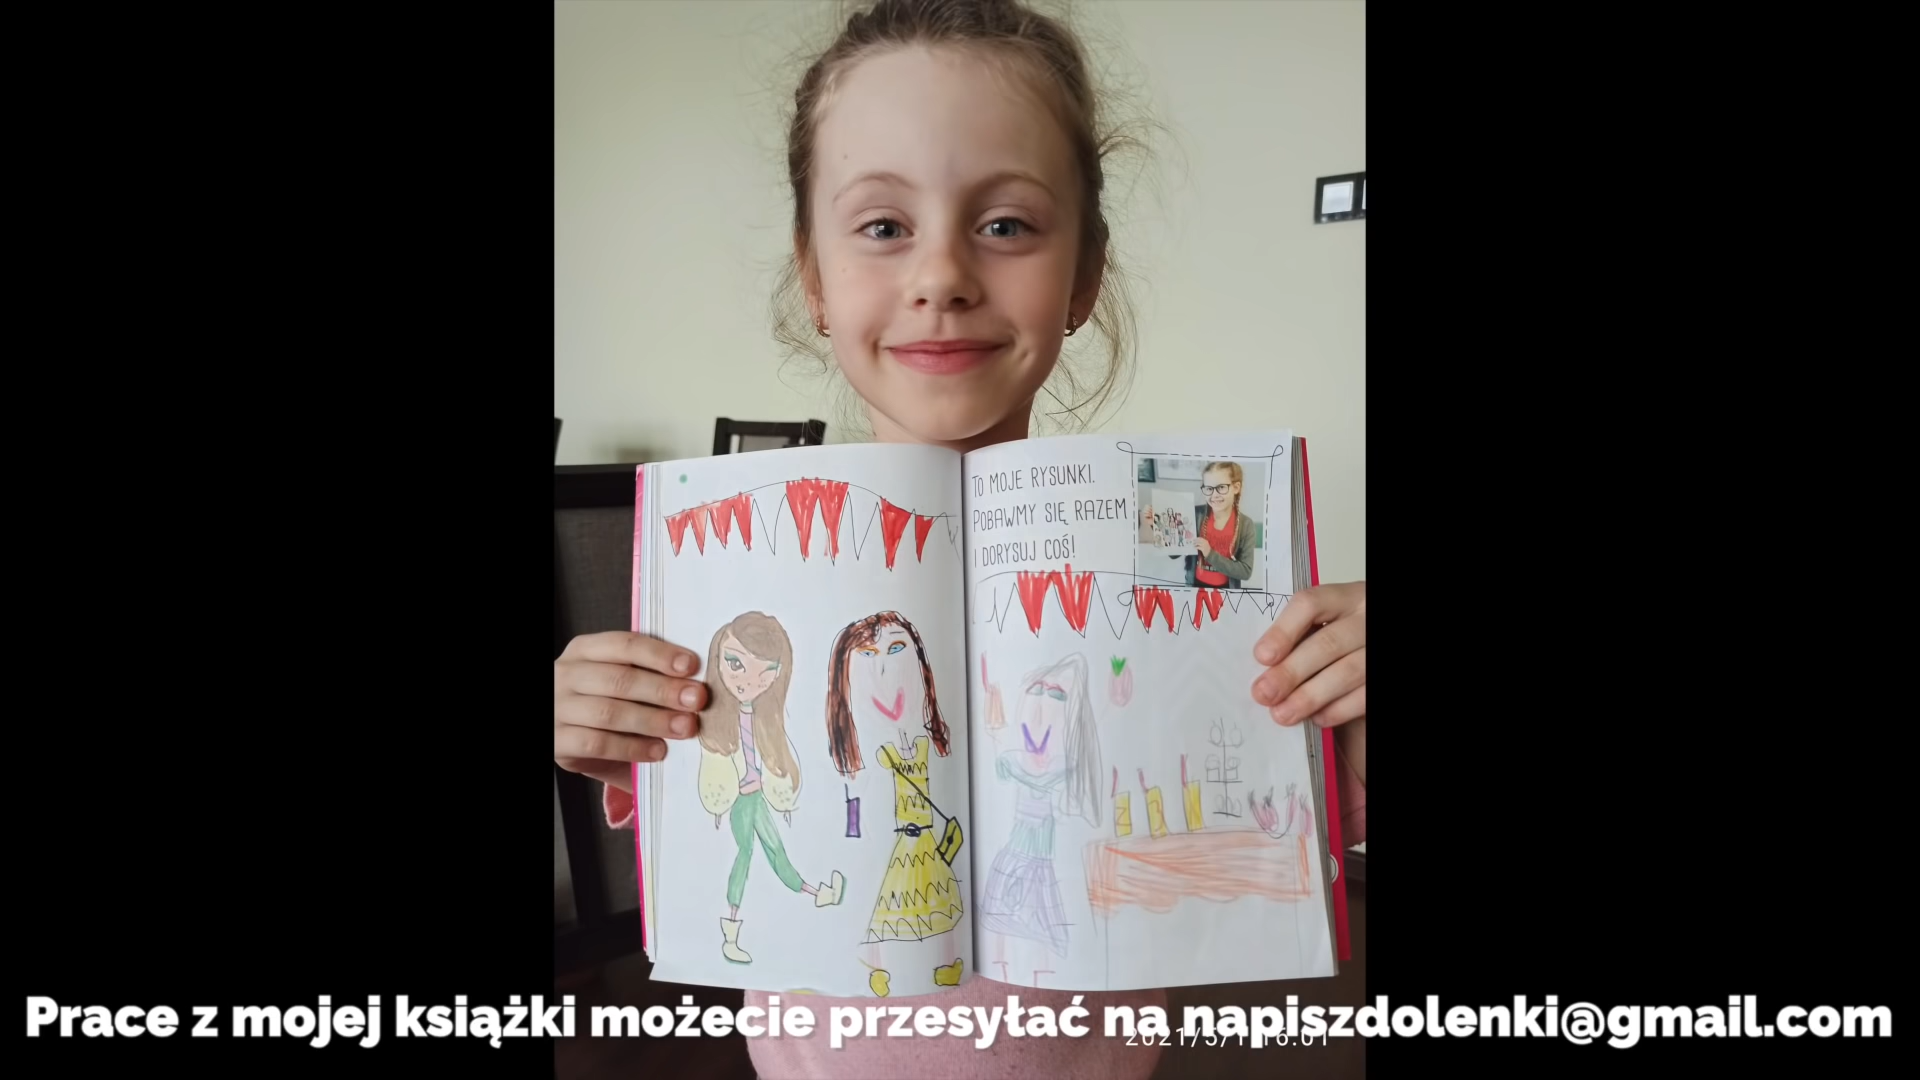 TO MOJE RYSUNKI.
POBAWMY SIĘ RAZEM
I DORYSUJ COŚ!
Prace z mojej książki możecie przesyłać na napiszdolenki@gmail.com